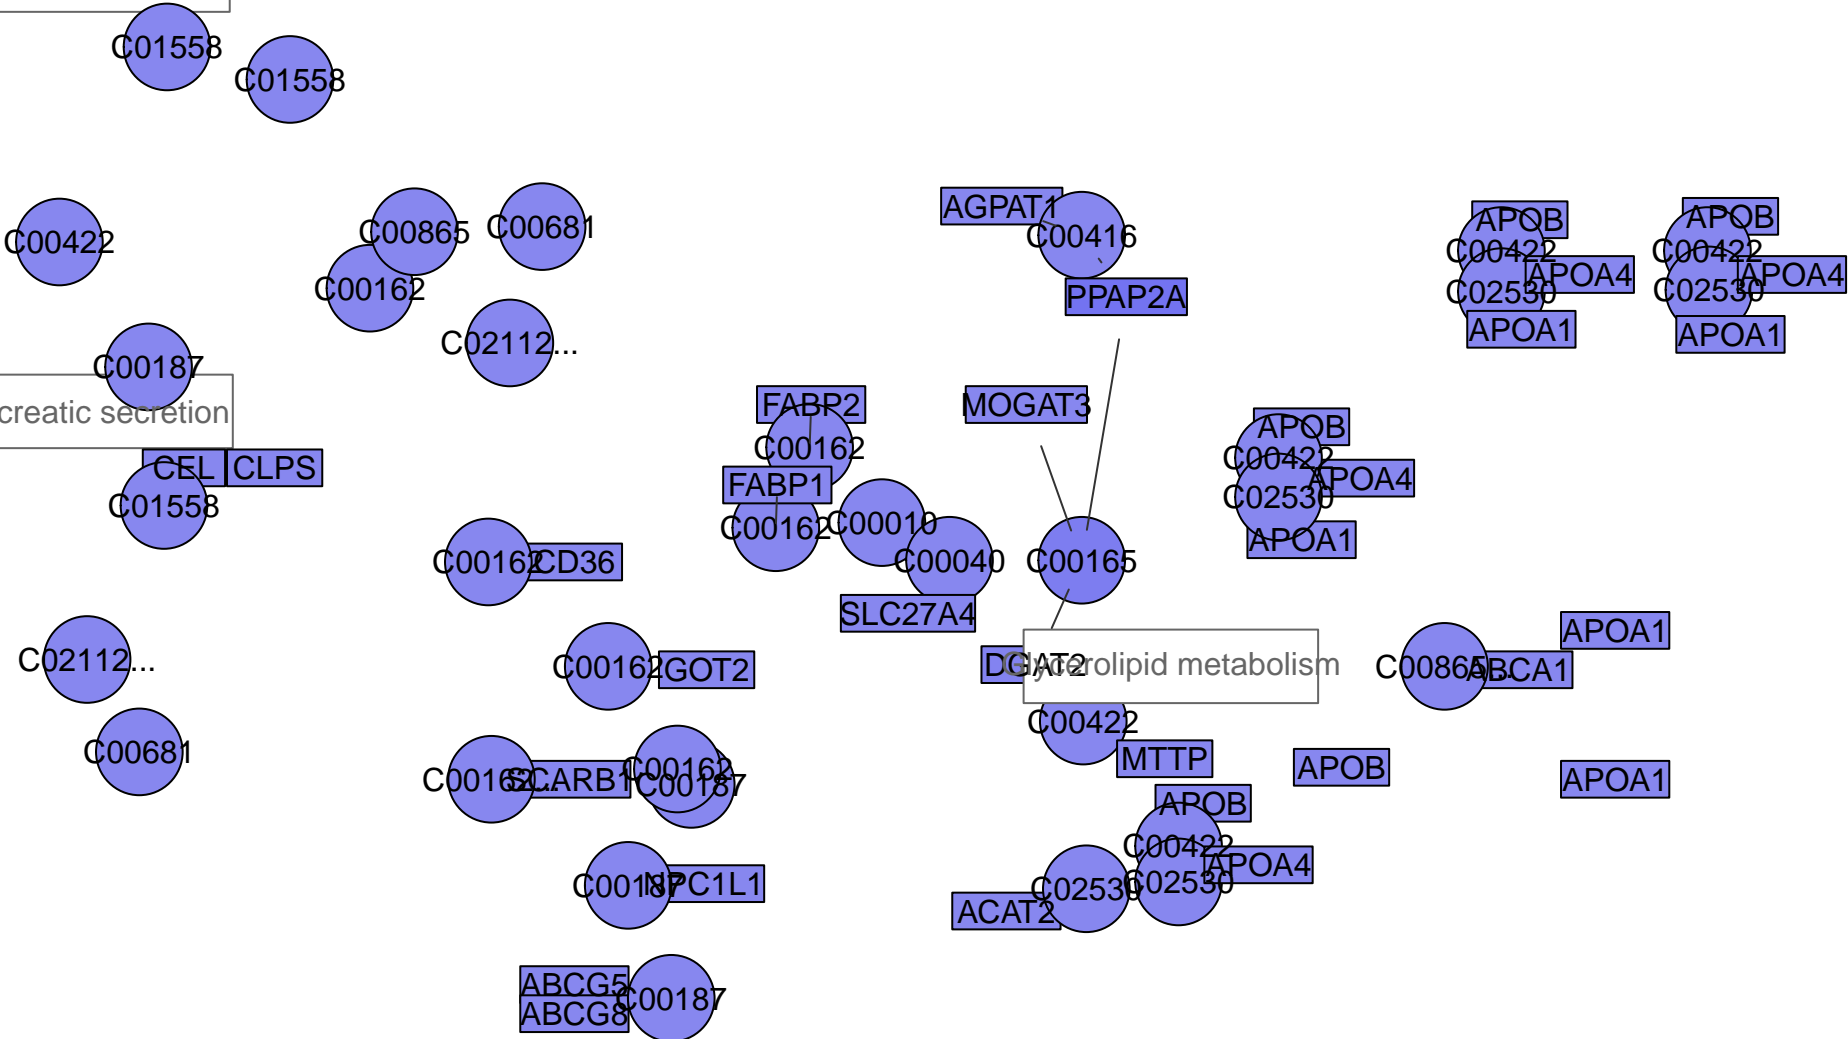 C01558
C01558
C00422
C00865
C00681
C00162
C02112...
AGPAT1
C00416
PPAP2A
APOB
C00422
APOA4
C02530
APOA1
APOB
C00422
APOA4
C02530
APOA1
C00187
creatic secretion
CEL
CLPS
C01558
FABP2
C00162
FABP1
C00162
C00010
C00040
SLC27A4
MOGAT3
C00165
APOB
C00422
APOA4
C02530
APOA1
C00162
CD36
C02112...
C00681
C00162
GOT2
DGAT2
Glycerolipid metabolism
C00422
MTTP
APOB
C00865...
ABCA1
APOA1
APOA1
C00162...
SCARB1
C00162
C00187
APOB
C00422
APOA4
C02530
C02530
ACAT2
C00187
NPC1L1
ABCG5
ABCG8
C00187